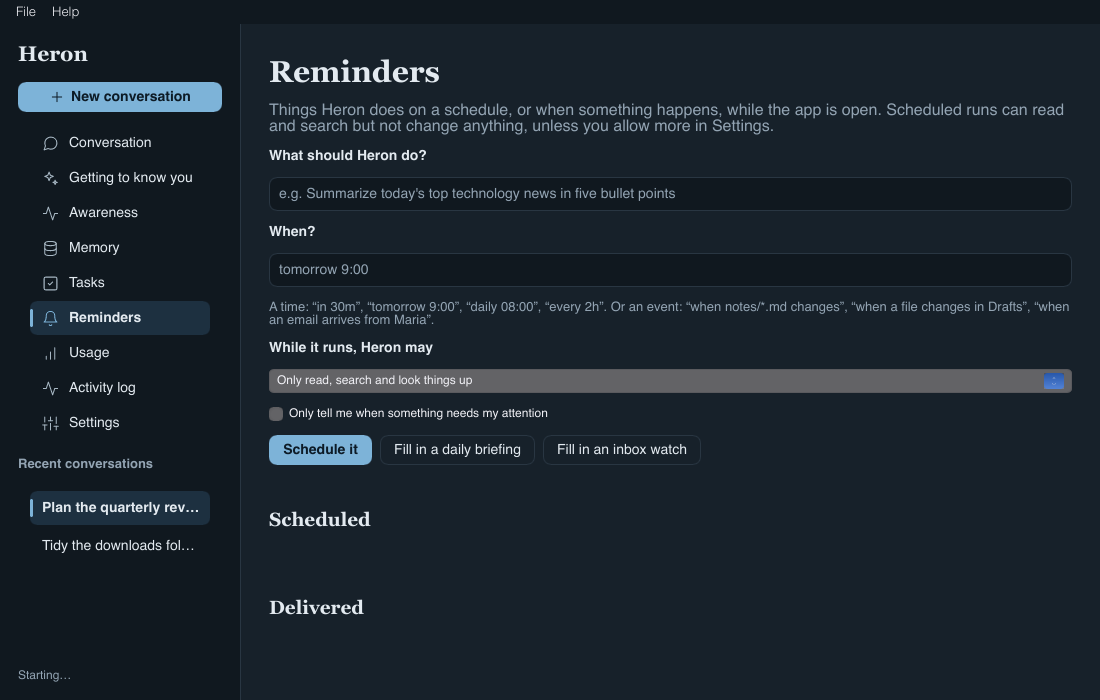 File Help
Heron
New conversation
Conversation
Getting to know you
Awareness
Memory
Tasks
Reminders
Usage
Activity log
Settings
Recent conversations
Plan the quarterly rev…
Tidy the downloads fol…
Starting…
Reminders
Things Heron does on a schedule, or when something happens, while the app is open. Scheduled runs can read
and search but not change anything, unless you allow more in Settings.
What should Heron do?
e.g. Summarize today's top technology news in five bullet points
When?
tomorrow 9:00
A time: “in 30m”, “tomorrow 9:00”, “daily 08:00”, “every 2h”. Or an event: “when notes/*.md changes”, “when a file changes in Drafts”, “when
an email arrives from Maria”.
While it runs, Heron may
Only read, search and look things up
Only tell me when something needs my attention
Schedule it Fill in a daily briefing Fill in an inbox watch
Scheduled
Delivered